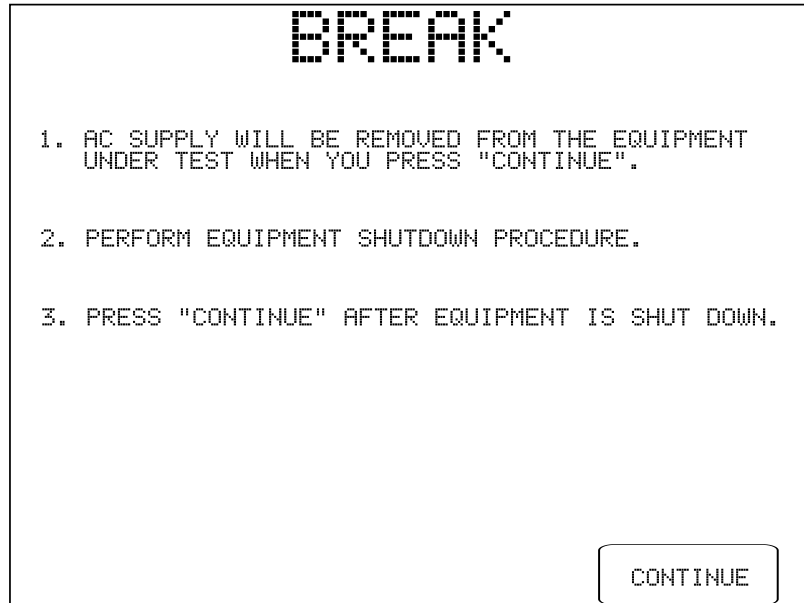 BREAK
1. AC SUPPLY WILL BE REMOVED FROM THE EQUIPMENT
UNDER TEST WHEN YOU PRESS "CONTINUE".
2. PERFORM EQUIPMENT SHUTDOWN PROCEDURE.
3. PRESS "CONTINUE" AFTER EQUIPMENT IS SHUT DOWN.
CONTINUE